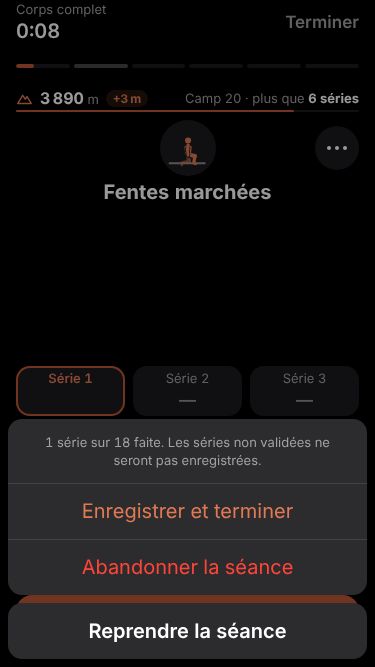 Corps complet
0:08
Terminer
3 890 m +3 m Camp 20 · plus que 6 séries
Fentes marchées
Série 1 Série 2 Série 3
— —
1 série sur 18 faite. Les séries non validées ne
seront pas enregistrées.
Enregistrer et terminer
Abandonner la séance
Reprendre la séance